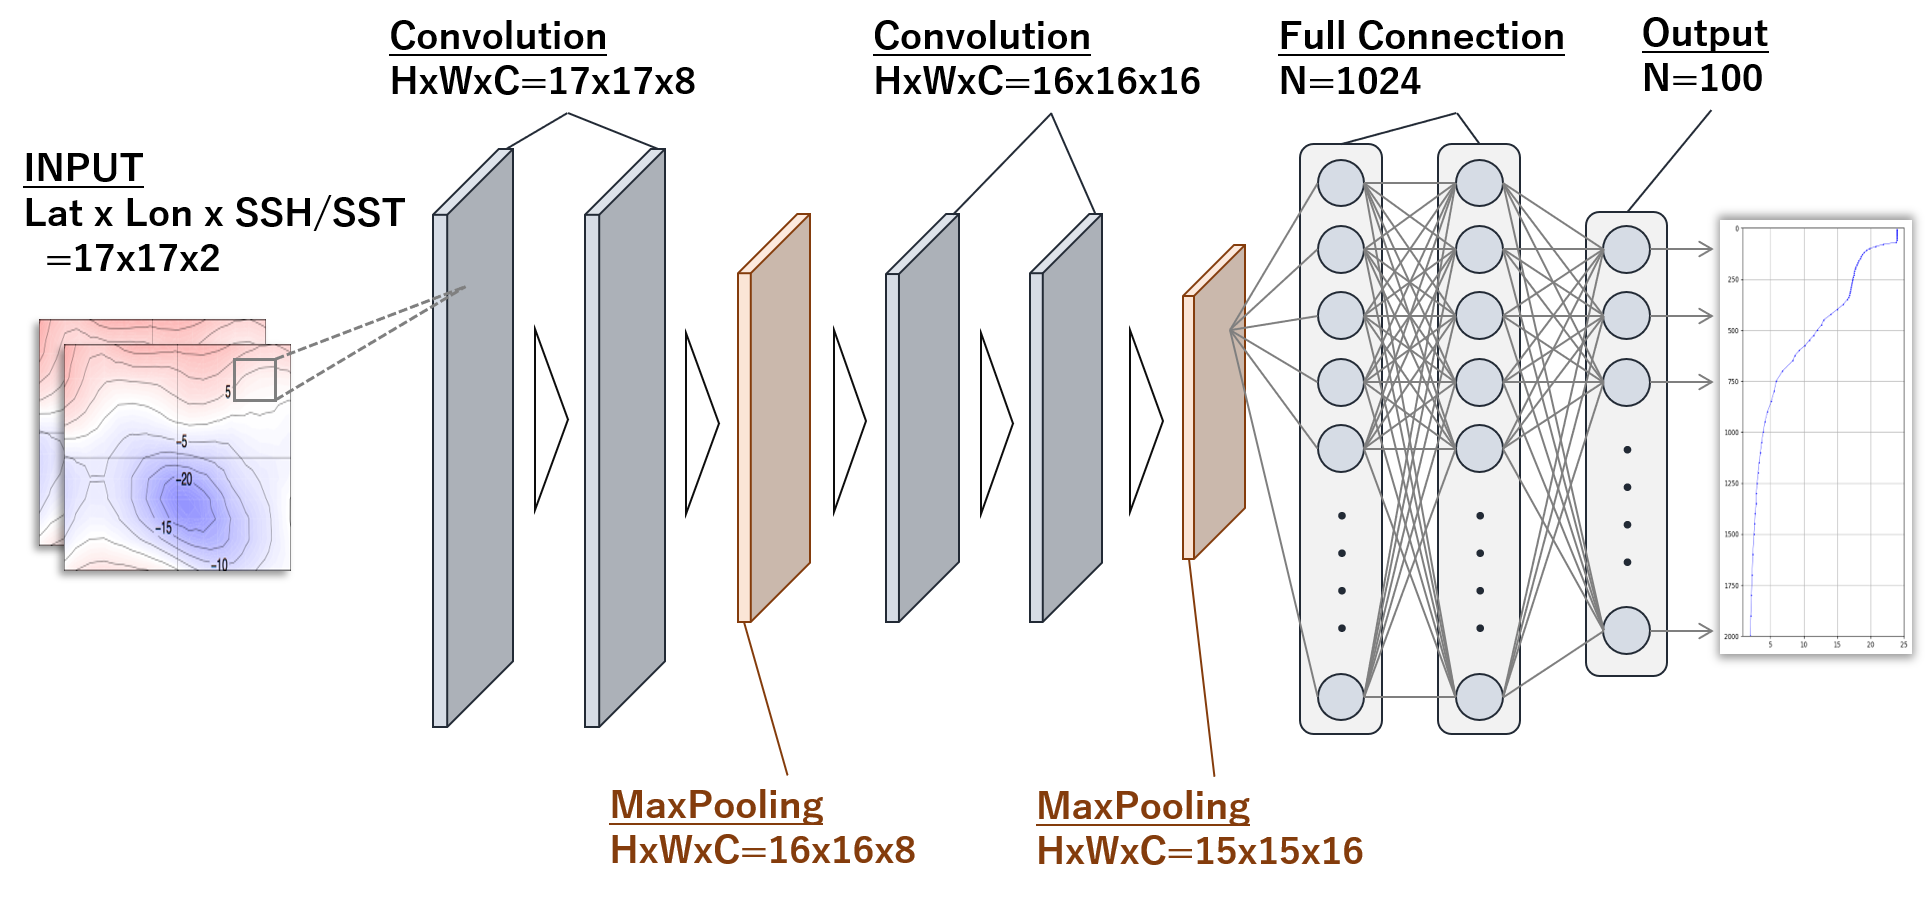 Convolution
HxWxC=17x17x8
Convolution
HxWxC=16x16x16
Full Connection
N=1024
Output
N=100
INPUT
Lat x Lon x SSH/SST
=17x17x2
5
-5
-20
-15
-10
0
250
500
750
1000
1250
1500
1750
2000
5
10
15
20
25
MaxPooling
HxWxC=16x16x8
MaxPooling
HxWxC=15x15x16